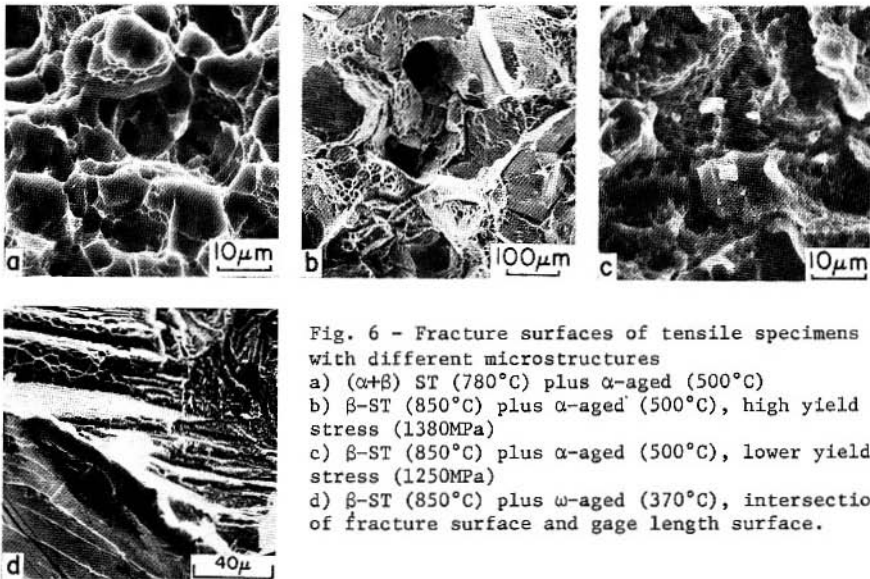 a
10μm
b
100μm
c
10μm
d
40μ
Fig. 6 - Fracture surfaces of tensile specimens
with different microstructures
a) (α+β) ST (780°C) plus α-aged (500°C)
b) β-ST (850°C) plus α-aged (500°C), high yield
stress (1380MPa)
c) β-ST (850°C) plus α-aged (500°C), lower yield
stress (1250MPa)
d) β-ST (850°C) plus ω-aged (370°C), intersectio
of fracture surface and gage length surface.